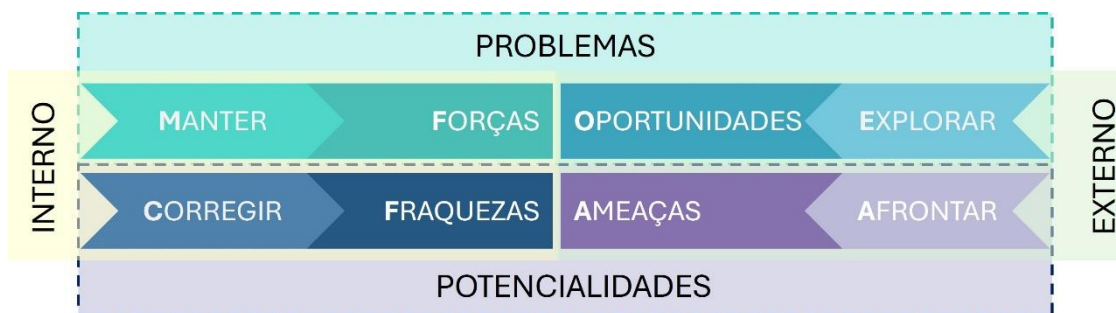 PROBLEMAS
INTERNO
MANTER FORÇAS OPORTUNIDADES EXPLORAR
CORREGIR FRAQUEZAS AMEAÇAS AFRONTAR
EXTERNO
POTENCIALIDADES